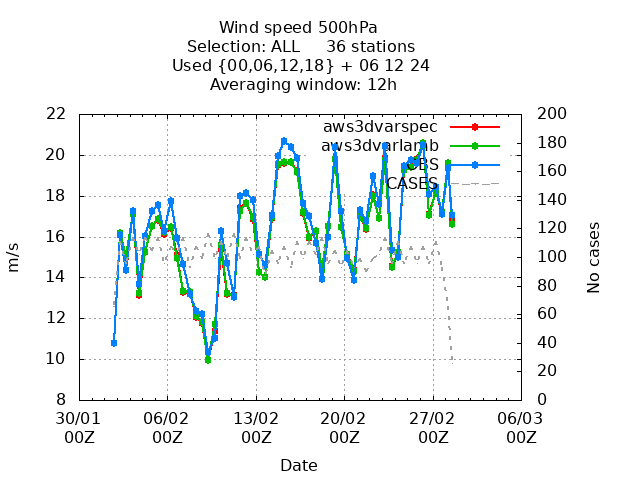 Wind speed 500hPa
Selection: ALL 36 stations
Used {00,06,12,18} + 06 12 24
Averaging window: 12h
aws3dvarspec
aws3dvarlamb
OBS
CASES
m/s
22
20
18
16
14
12
10
8
No cases
200
180
160
140
120
100
80
60
40
20
0
30/01 06/02 13/02 20/02 27/02 06/03
00Z 00Z 00Z 00Z 00Z 00Z
Date